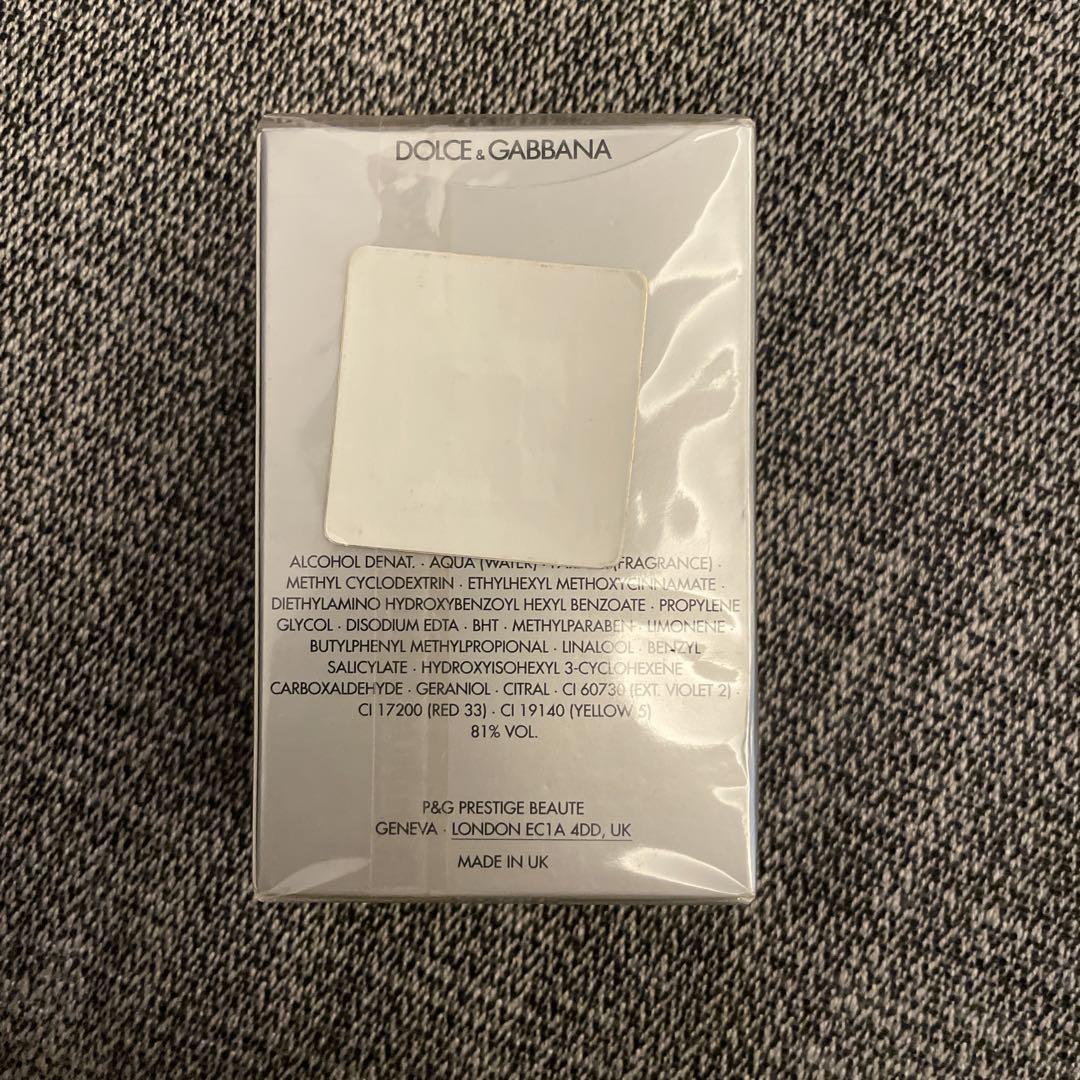 DOLCE & GABBANA
ALCOHOL DENAT. · AQUA (WATER) · (FRAGRANCE) ·
METHYL CYCLODEXTRIN · ETHYLHEXYL METHOXYCINNAMATE ·
DIETHYLAMINO HYDROXYBENZOYL HEXYL BENZOATE · PROPYLENE
GLYCOL · DISODIUM EDTA · BHT · METHYLPARABEN · LIMONENE ·
BUTYLPHENYL METHYLPROPIONAL · LINALOOL · BENZYL
SALICYLATE · HYDROXYISOHEXYL 3-CYCLOHEXENE
CARBOXALDEHYDE · GERANIOL · CITRAL · CI 60730 (EXT. VIOLET 2) ·
CI 17200 (RED 33) · CI 19140 (YELLOW 5)
81% VOL.
P&G PRESTIGE BEAUTE
GENEVA · LONDON EC1A 4DD, UK
MADE IN UK